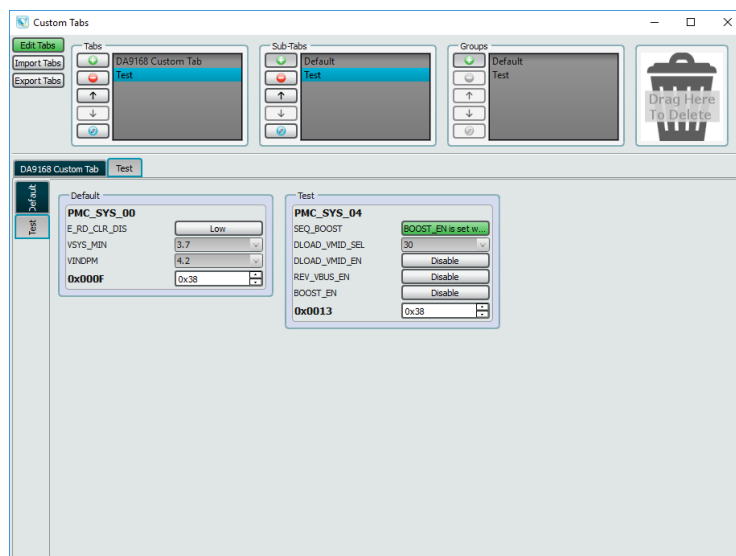 Custom Tabs
Edit Tabs
Import Tabs
Export Tabs
Tabs
DA9168 Custom Tab
Test
Sub-Tabs
Default
Test
Groups
Default
Test
Drag Here
To Delete
DA9168 Custom Tab
Test
Default
Test
Default
PMC_SYS_00
E_RD_CLR_DIS Low
VSYS_MIN 3.7
VINDPM 4.2
0x000F 0x38
Test
PMC_SYS_04
SEQ_BOOST BOOST_EN is set w...
DLOAD_VMID_SEL 30
DLOAD_VMID_EN Disable
REV_VBUS_EN Disable
BOOST_EN Disable
0x0013 0x38